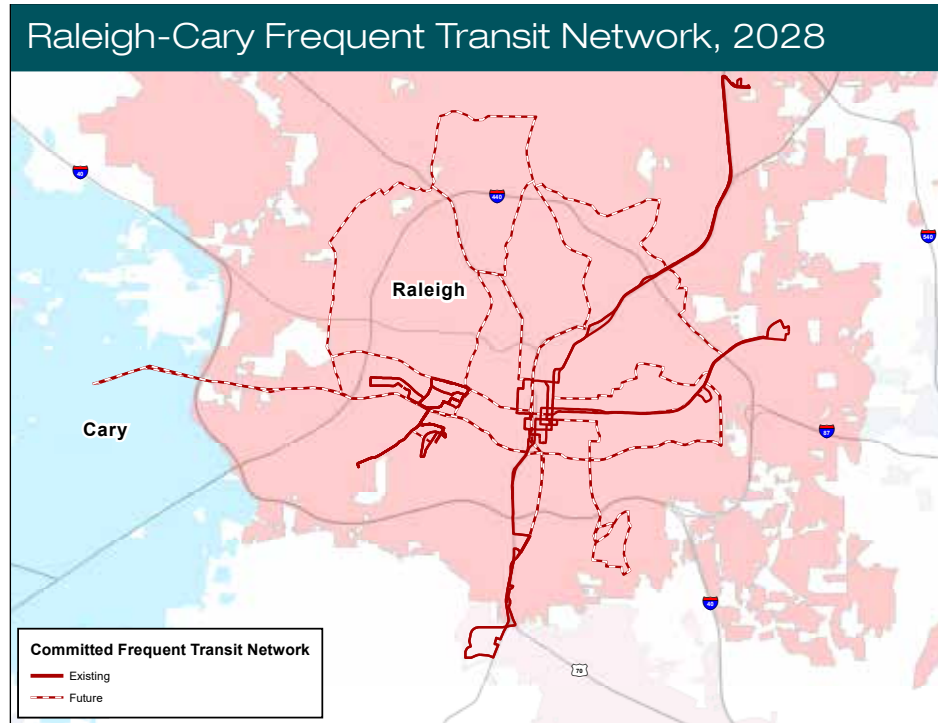 Raleigh-Cary Frequent Transit Network, 2028
40
440
540
Raleigh
Cary
87
40
70
Committed Frequent Transit Network
Existing
Future